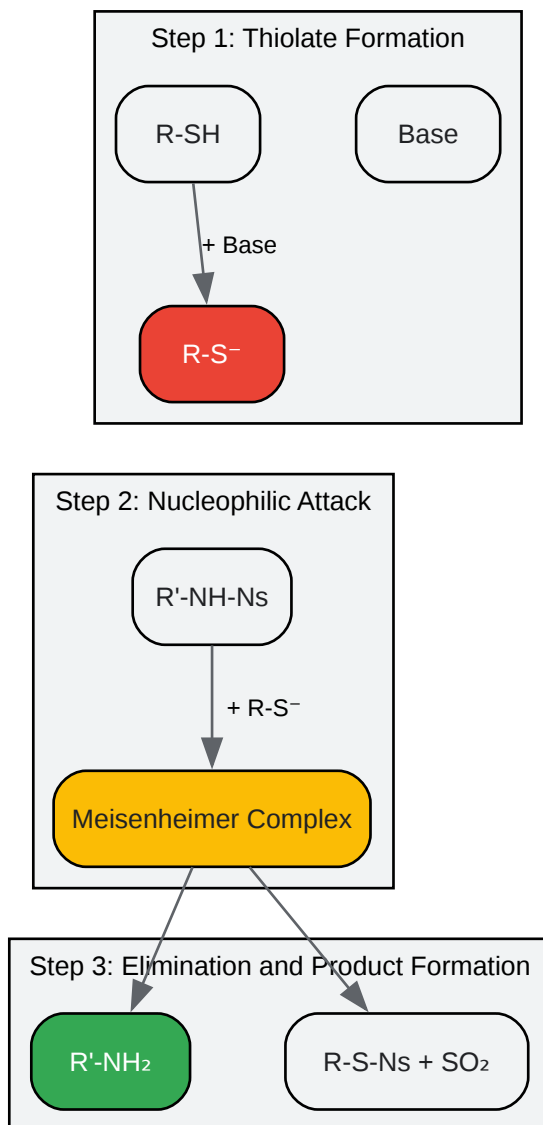 Step 1: Thiolate Formation
R-SH
Base
+ Base
R-S⁻
Step 2: Nucleophilic Attack
R'-NH-Ns
+ R-S⁻
Meisenheimer Complex
Step 3: Elimination and Product Formation
R'-NH₂
R-S-Ns + SO₂